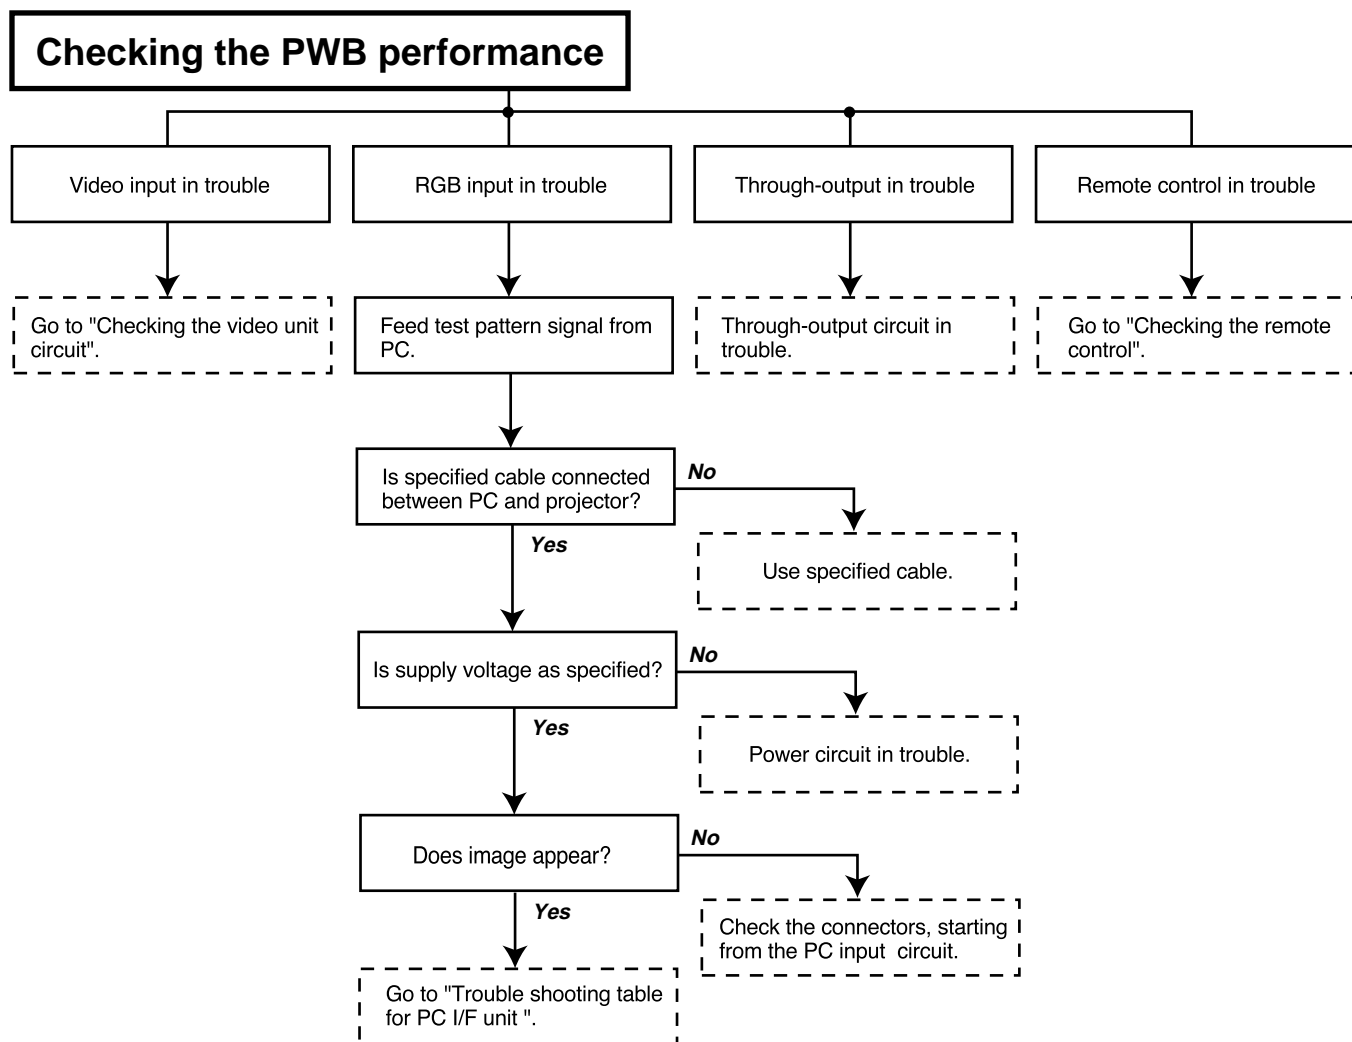 Checking the PWB performance
Video input in trouble
RGB input in trouble
Through-output in trouble
Remote control in trouble
Go to "Checking the video unit
circuit".
Feed test pattern signal from
PC.
Through-output circuit in
trouble.
Go to "Checking the remote
control".
Is specified cable connected
between PC and projector?
No
Yes
Use specified cable.
Is supply voltage as specified?
No
Yes
Power circuit in trouble.
Does image appear?
No
Yes
Check the connectors, starting
from the PC input  circuit.
Go to "Trouble shooting table
for PC I/F unit ".